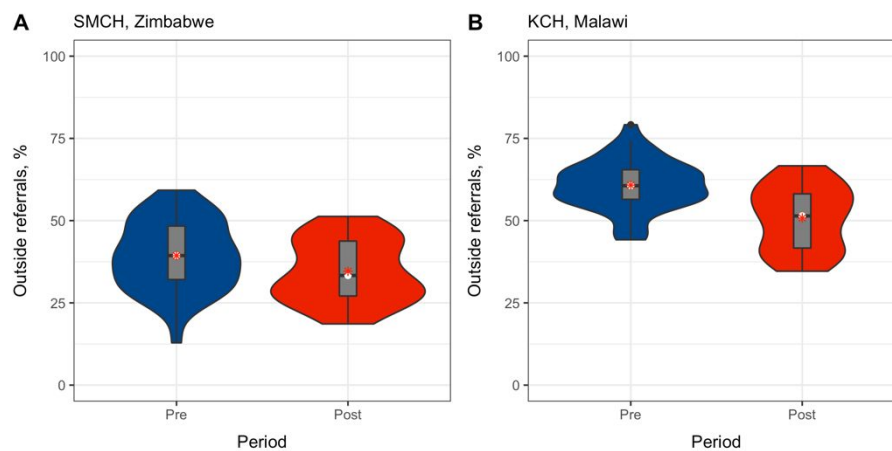 A
SMCH, Zimbabwe
100
75
50
25
0
Outside referrals, %
Pre
Post
Period
B
KCH, Malawi
100
75
50
25
0
Outside referrals, %
Pre
Post
Period